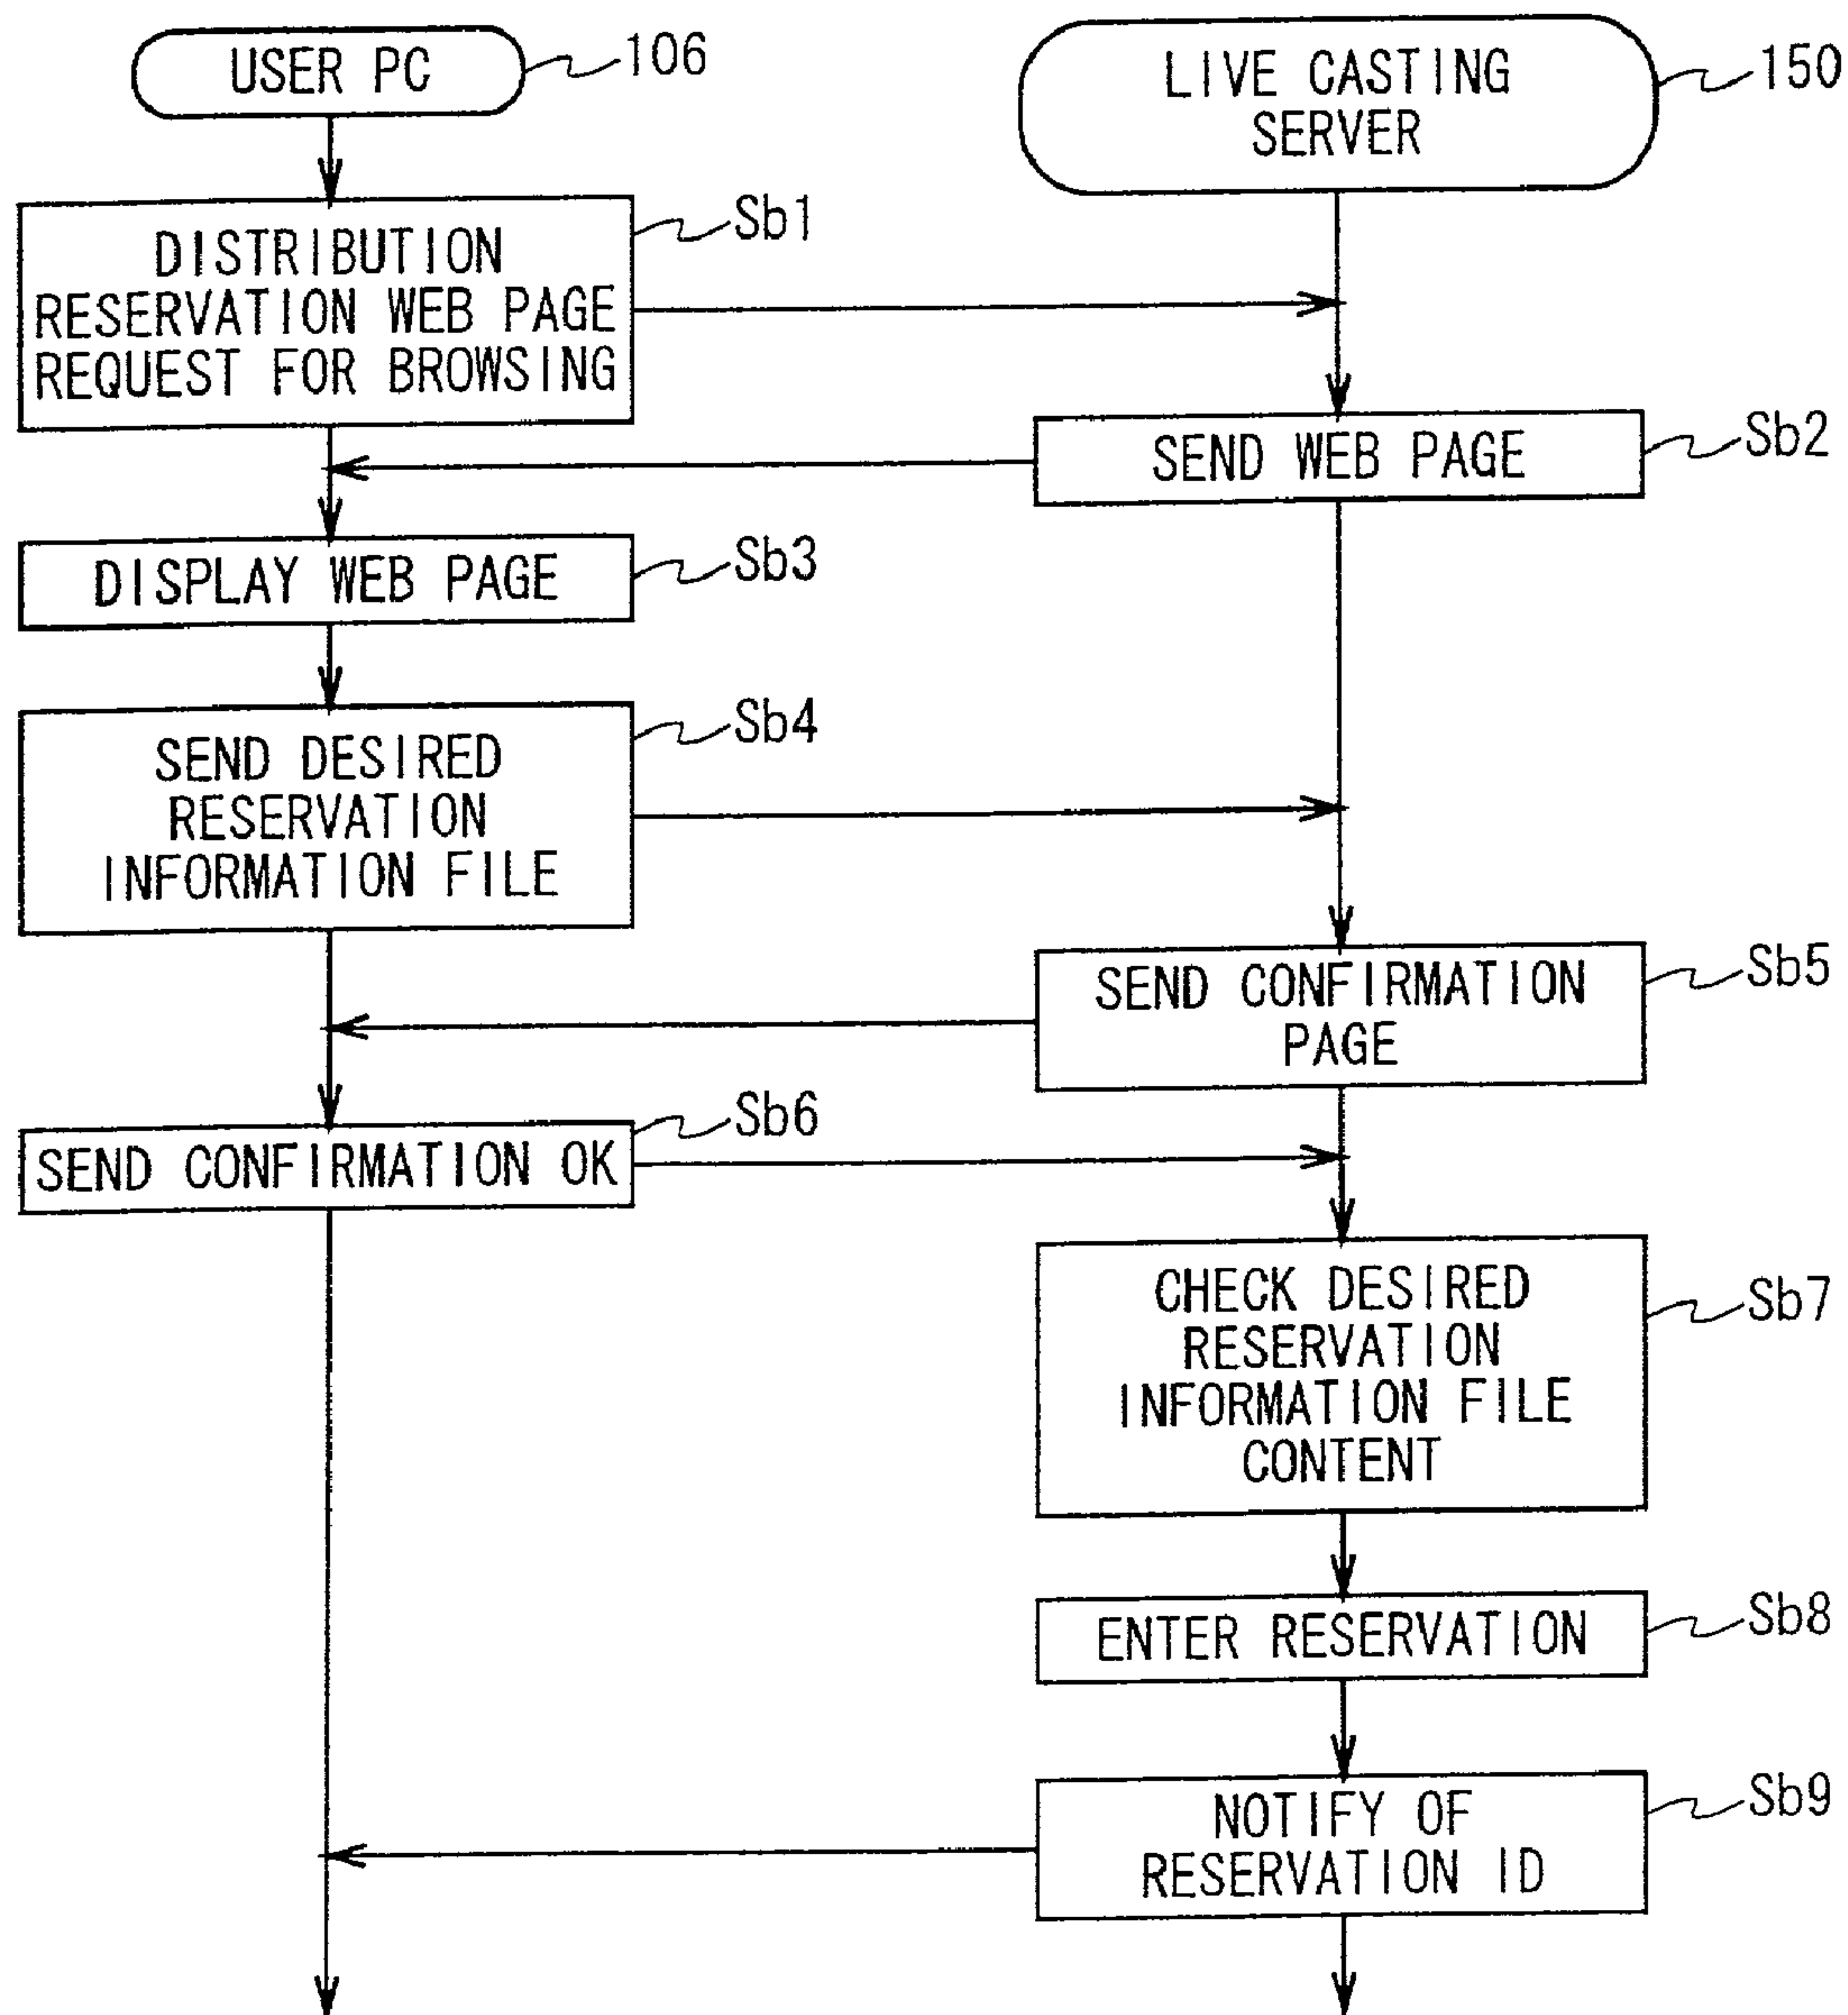 USER PC
106
LIVE CASTING
SERVER
150
DISTRIBUTION
RESERVATION WEB PAGE
REQUEST FOR BROWSING
Sb1
SEND WEB PAGE
Sb2
DISPLAY WEB PAGE
Sb3
SEND DESIRED
RESERVATION
INFORMATION FILE
Sb4
SEND CONFIRMATION
PAGE
Sb5
SEND CONFIRMATION OK
Sb6
CHECK DESIRED
RESERVATION
INFORMATION FILE
CONTENT
Sb7
ENTER RESERVATION
Sb8
NOTIFY OF
RESERVATION ID
Sb9